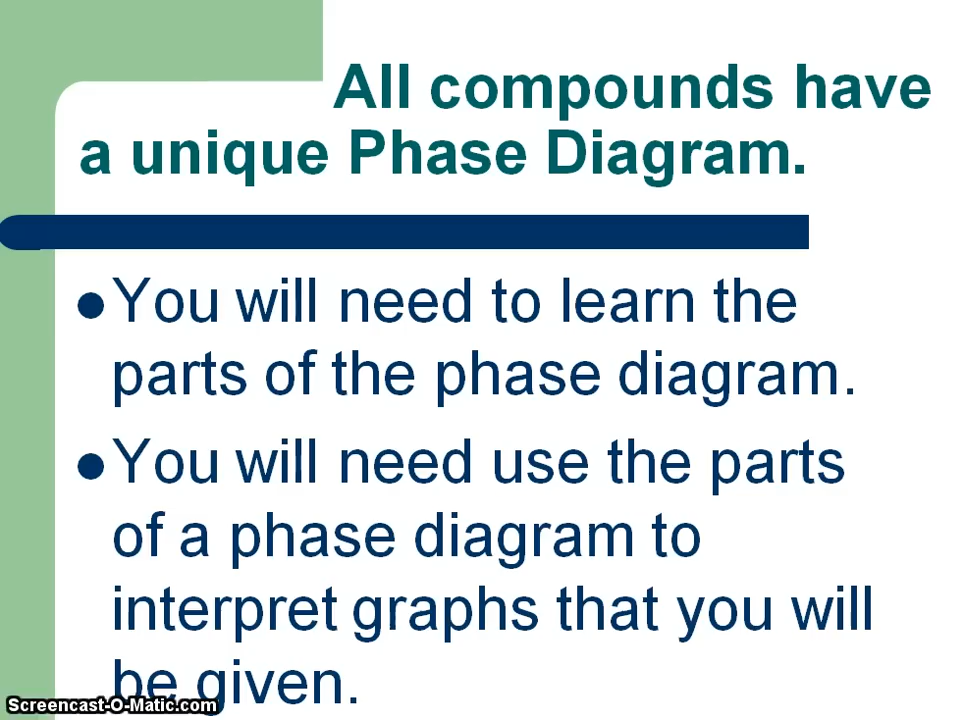 All compounds have
a unique Phase Diagram.
● You will need to learn the
parts of the phase diagram.
● You will need use the parts
of a phase diagram to
interpret graphs that you will
be given.
Screencast-O-Matic.com